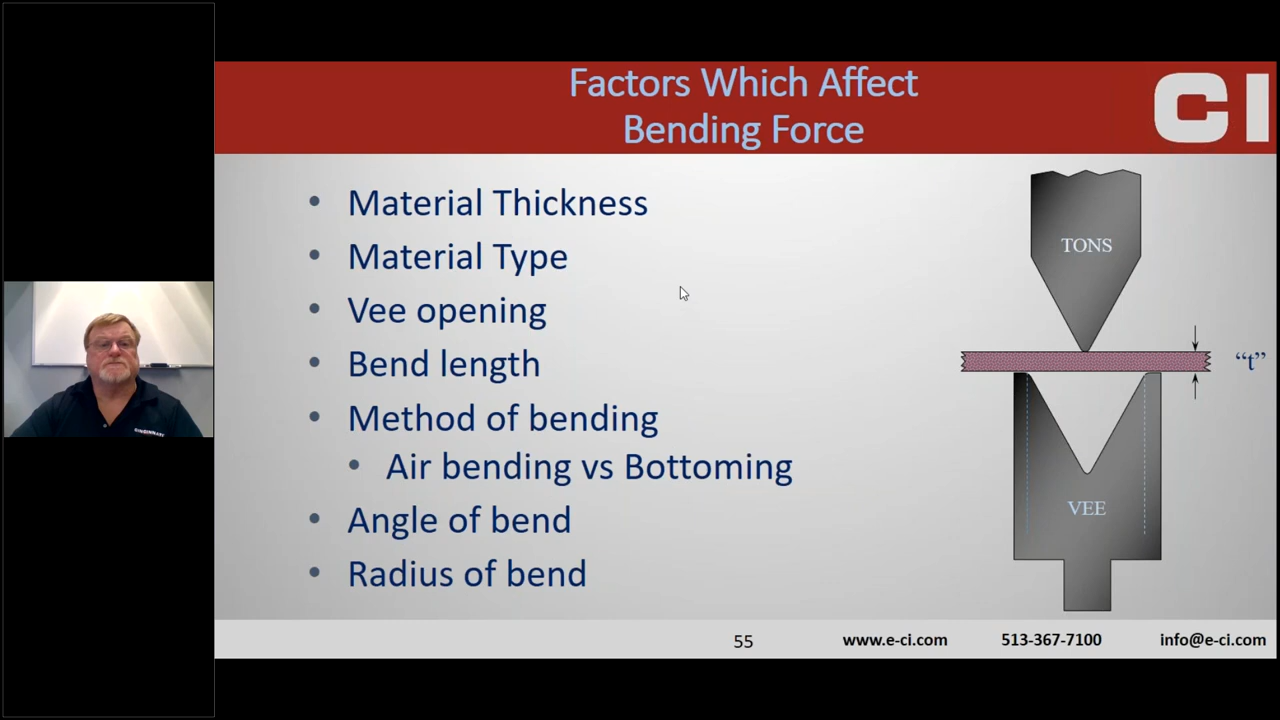 Factors Which Affect
Bending Force
CI
• Material Thickness
• Material Type
• Vee opening
• Bend length
• Method of bending
• Air bending vs Bottoming
• Angle of bend
• Radius of bend
TONS
“t”
VEE
CINCINNATI
55
www.e-ci.com
513-367-7100
info@e-ci.com